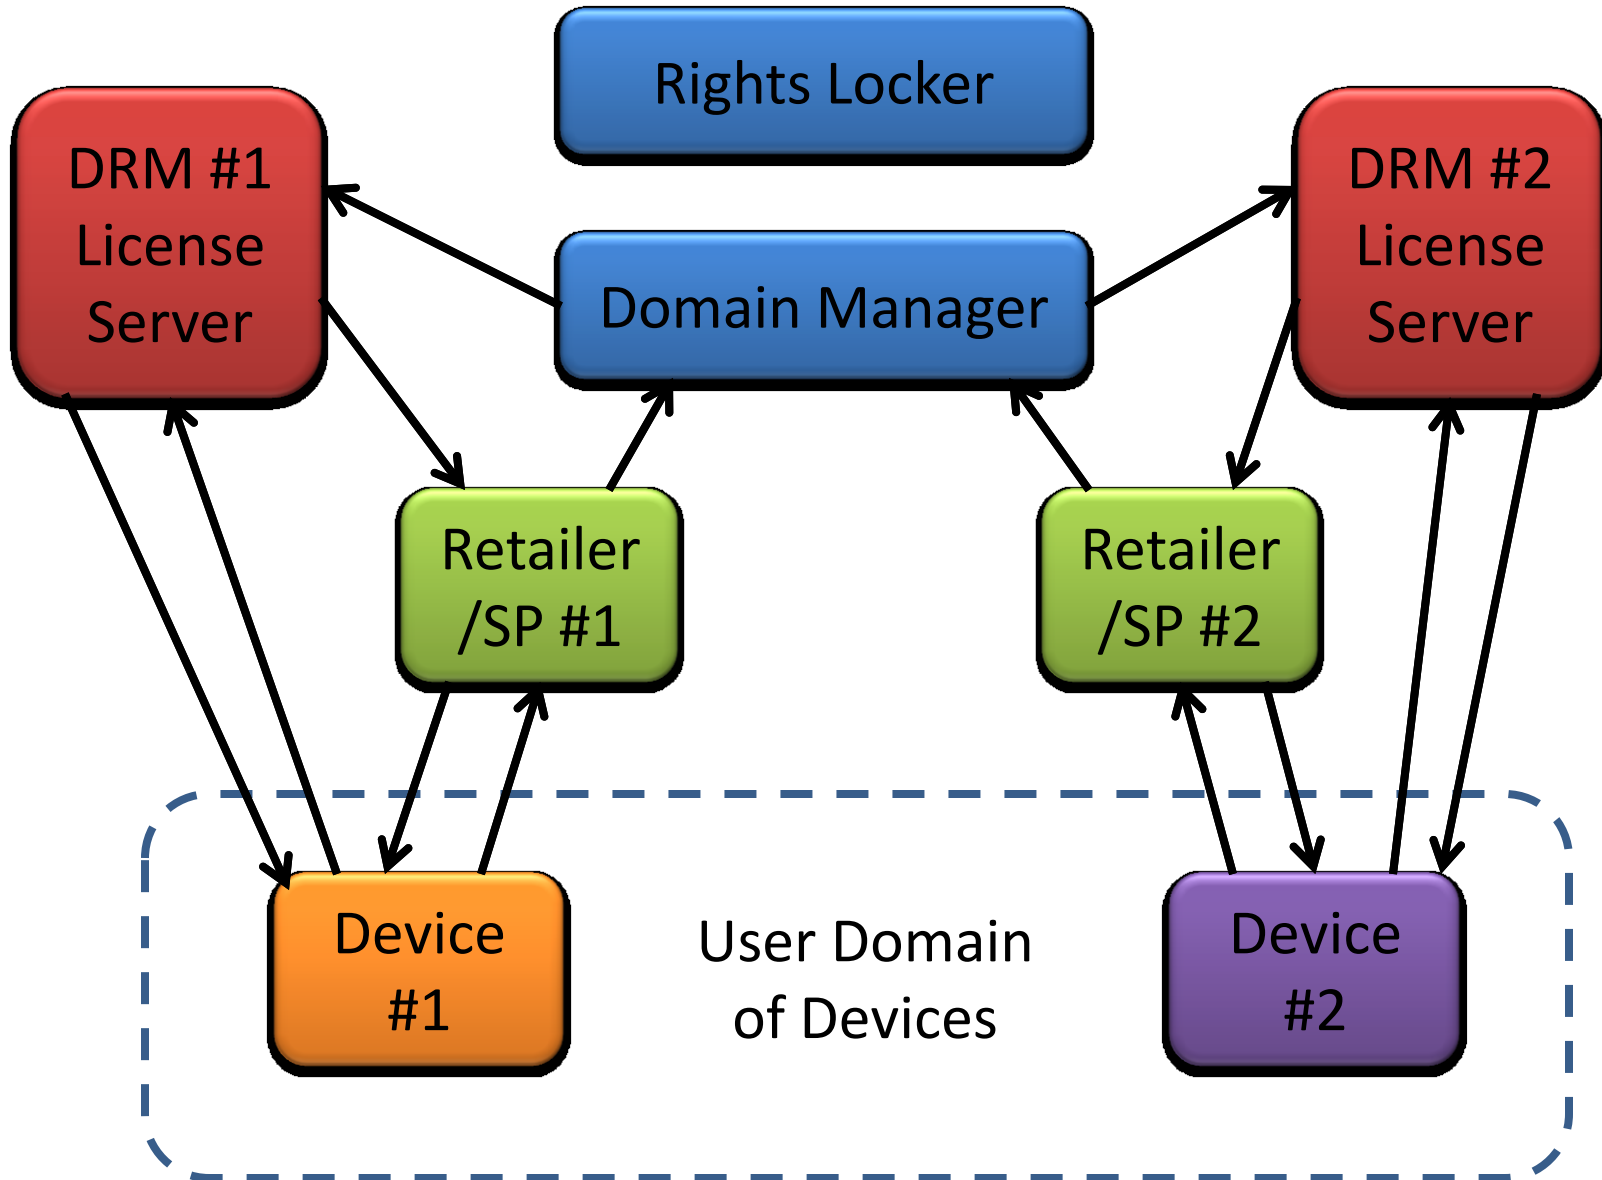 Rights Locker
DRM #1
License
Server
DRM #2
License
Server
Domain Manager
Retailer
/SP #1
Retailer
/SP #2
Device
#1
User Domain
of Devices
Device
#2